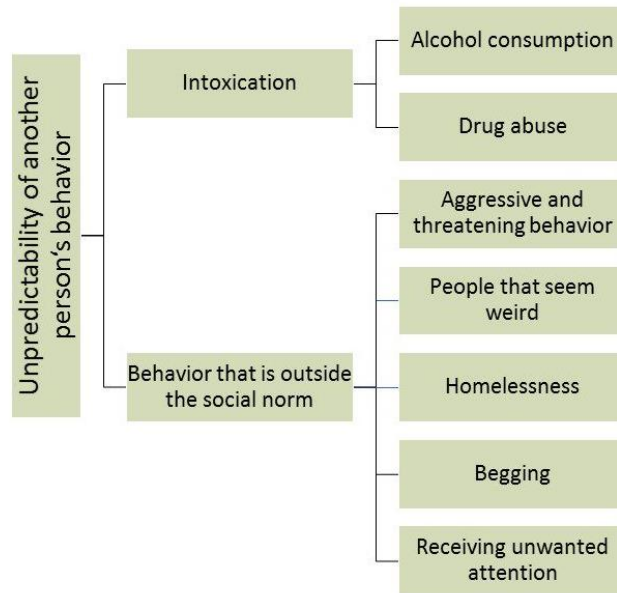 Unpredictability of another
person‘s behavior
Intoxication
Alcohol consumption
Drug abuse
Behavior that is outside
the social norm
Aggressive and
threatening behavior
People that seem
weird
Homelessness
Begging
Receiving unwanted
attention